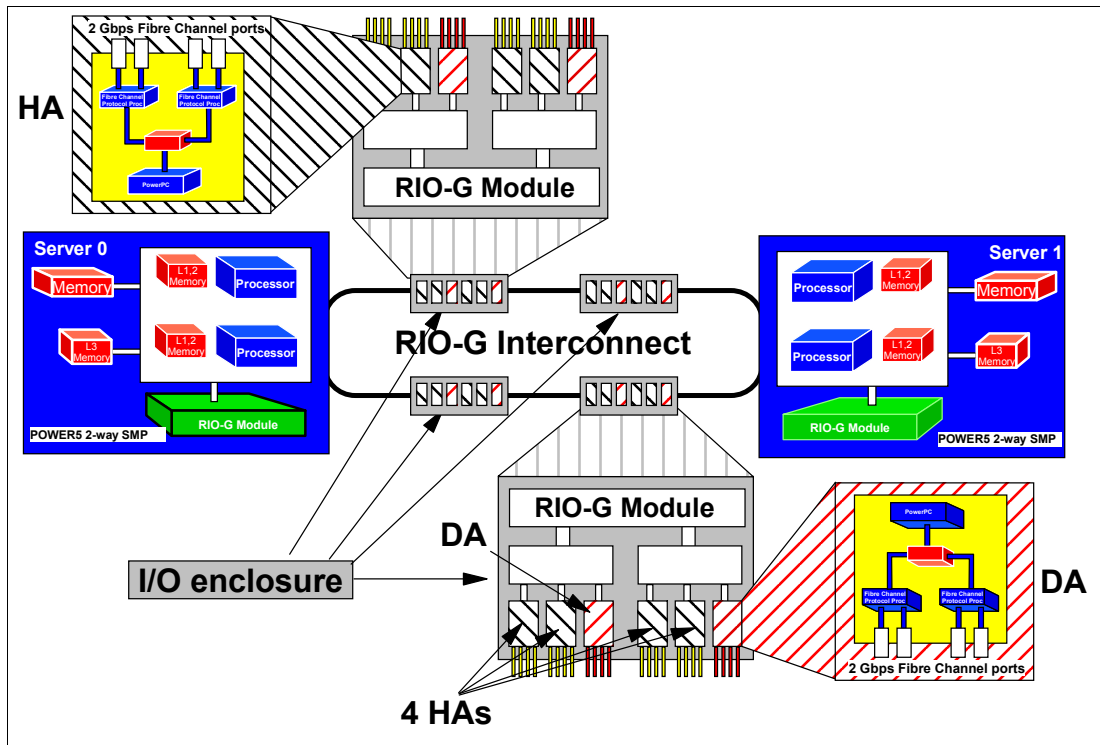 2 Gbps Fibre Channel ports
Fibre Channel
Protocol Proc
Fibre Channel
Protocol Proc
PowerPC
HA
RIO-G Module
Server 0
Memory
L1,2
Memory
Processor
L3
Memory
L1,2
Memory
Processor
RIO-G Module
POWER5 2-way SMP
RIO-G Interconnect
Server 1
Processor
L1,2
Memory
Memory
Processor
L1,2
Memory
L3
Memory
RIO-G Module
POWER5 2-way SMP
RIO-G Module
DA
I/O enclosure
4 HAs
PowerPC
Fibre Channel
Protocol Proc
Fibre Channel
Protocol Proc
2 Gbps Fibre Channel ports
DA